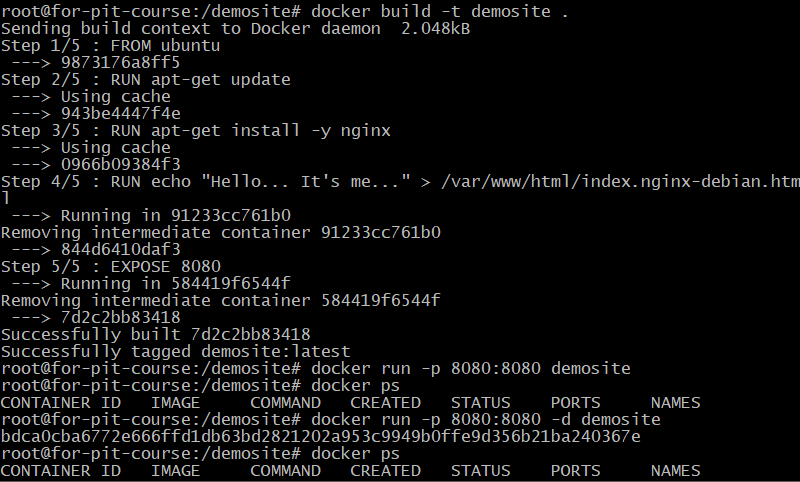 root@for-pit-course:/demosite# docker build -t demosite .
Sending build context to Docker daemon  2.048kB
Step 1/5 : FROM ubuntu
 ---> 9873176a8ff5
Step 2/5 : RUN apt-get update
 ---> Using cache
 ---> 943be4447f4e
Step 3/5 : RUN apt-get install -y nginx
 ---> Using cache
 ---> 0966b09384f3
Step 4/5 : RUN echo "Hello... It's me..." > /var/www/html/index.nginx-debian.htm
l
 ---> Running in 91233cc761b0
Removing intermediate container 91233cc761b0
 ---> 844d6410daf3
Step 5/5 : EXPOSE 8080
 ---> Running in 584419f6544f
Removing intermediate container 584419f6544f
 ---> 7d2c2bb83418
Successfully built 7d2c2bb83418
Successfully tagged demosite:latest
root@for-pit-course:/demosite# docker run -p 8080:8080 demosite
root@for-pit-course:/demosite# docker ps
CONTAINER ID   IMAGE     COMMAND   CREATED   STATUS    PORTS     NAMES
root@for-pit-course:/demosite# docker run -p 8080:8080 -d demosite
bdca0cba6772e666ffd1db63bd2821202a953c9949b0ffe9d356b21ba240367e
root@for-pit-course:/demosite# docker ps
CONTAINER ID   IMAGE     COMMAND   CREATED   STATUS    PORTS     NAMES